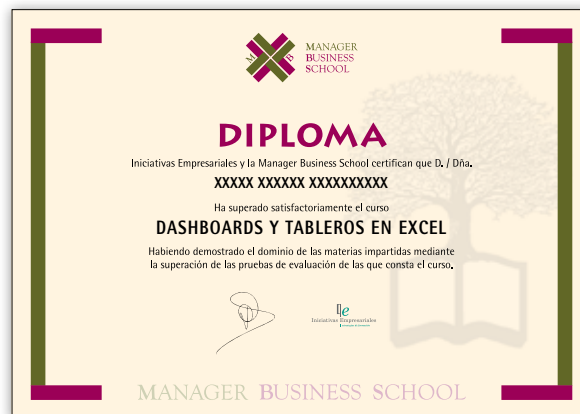 M B
MANAGER
BUSINESS
SCHOOL
DIPLOMA
Iniciativas Empresariales y la Manager Business School certifican que D. / Dña.
XXXXX XXXXXX XXXXXXXXXX
Ha superado satisfactoriamente el curso
DASHBOARDS Y TABLEROS EN EXCEL
Habiendo demostrado el dominio de las materias impartidas mediante
la superación de las pruebas de evaluación de las que consta el curso.
Iniciativas Empresariales
MANAGER BUSINESS SCHOOL